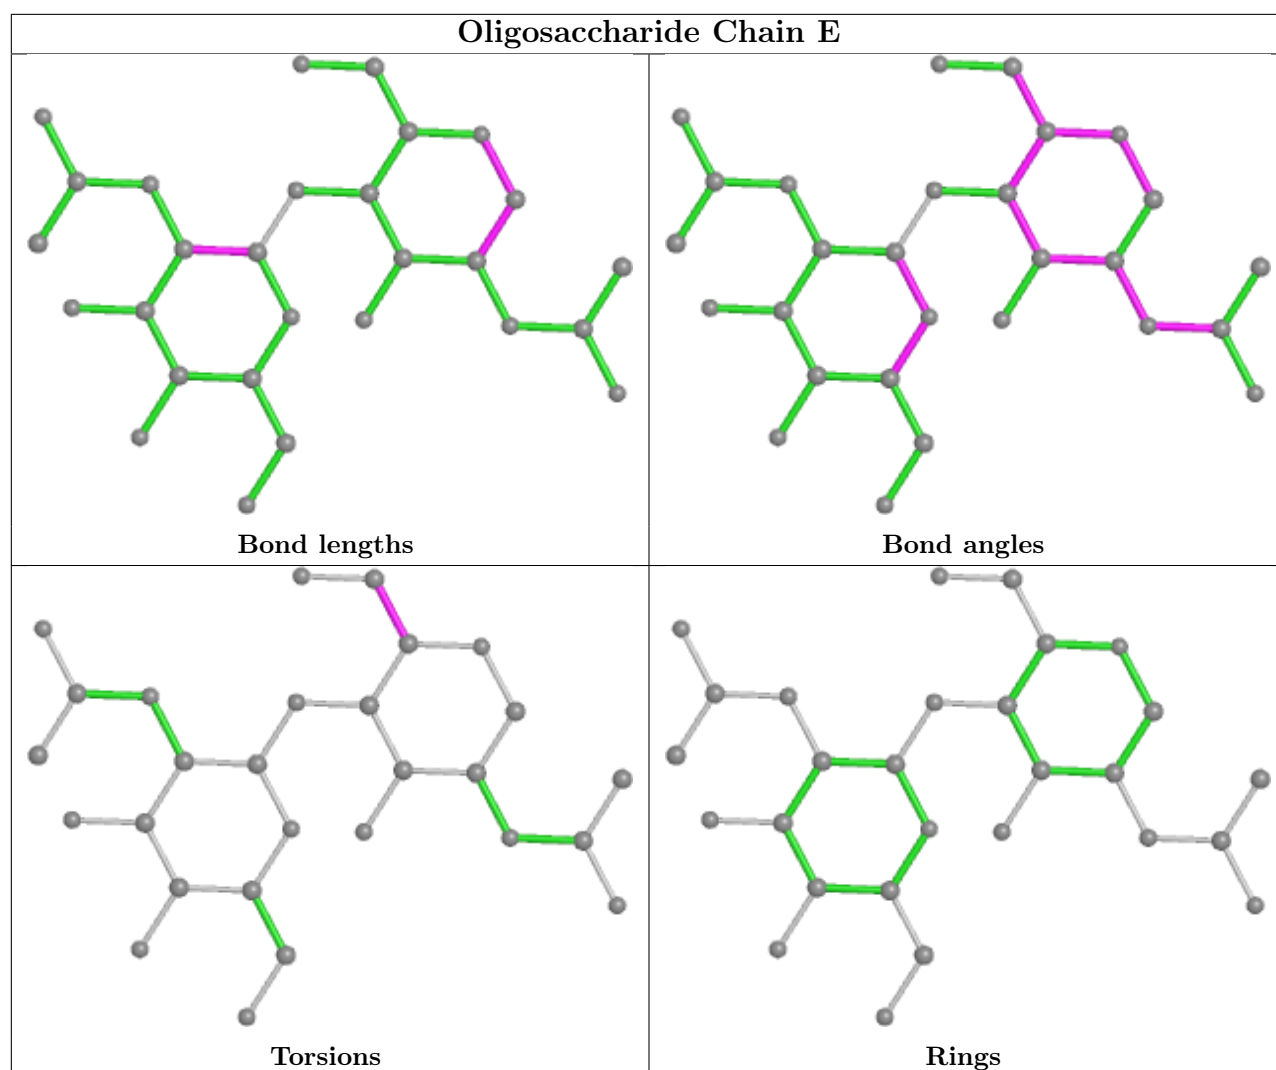 Oligosaccharide Chain E
Bond lengths
Bond angles
Torsions
Rings